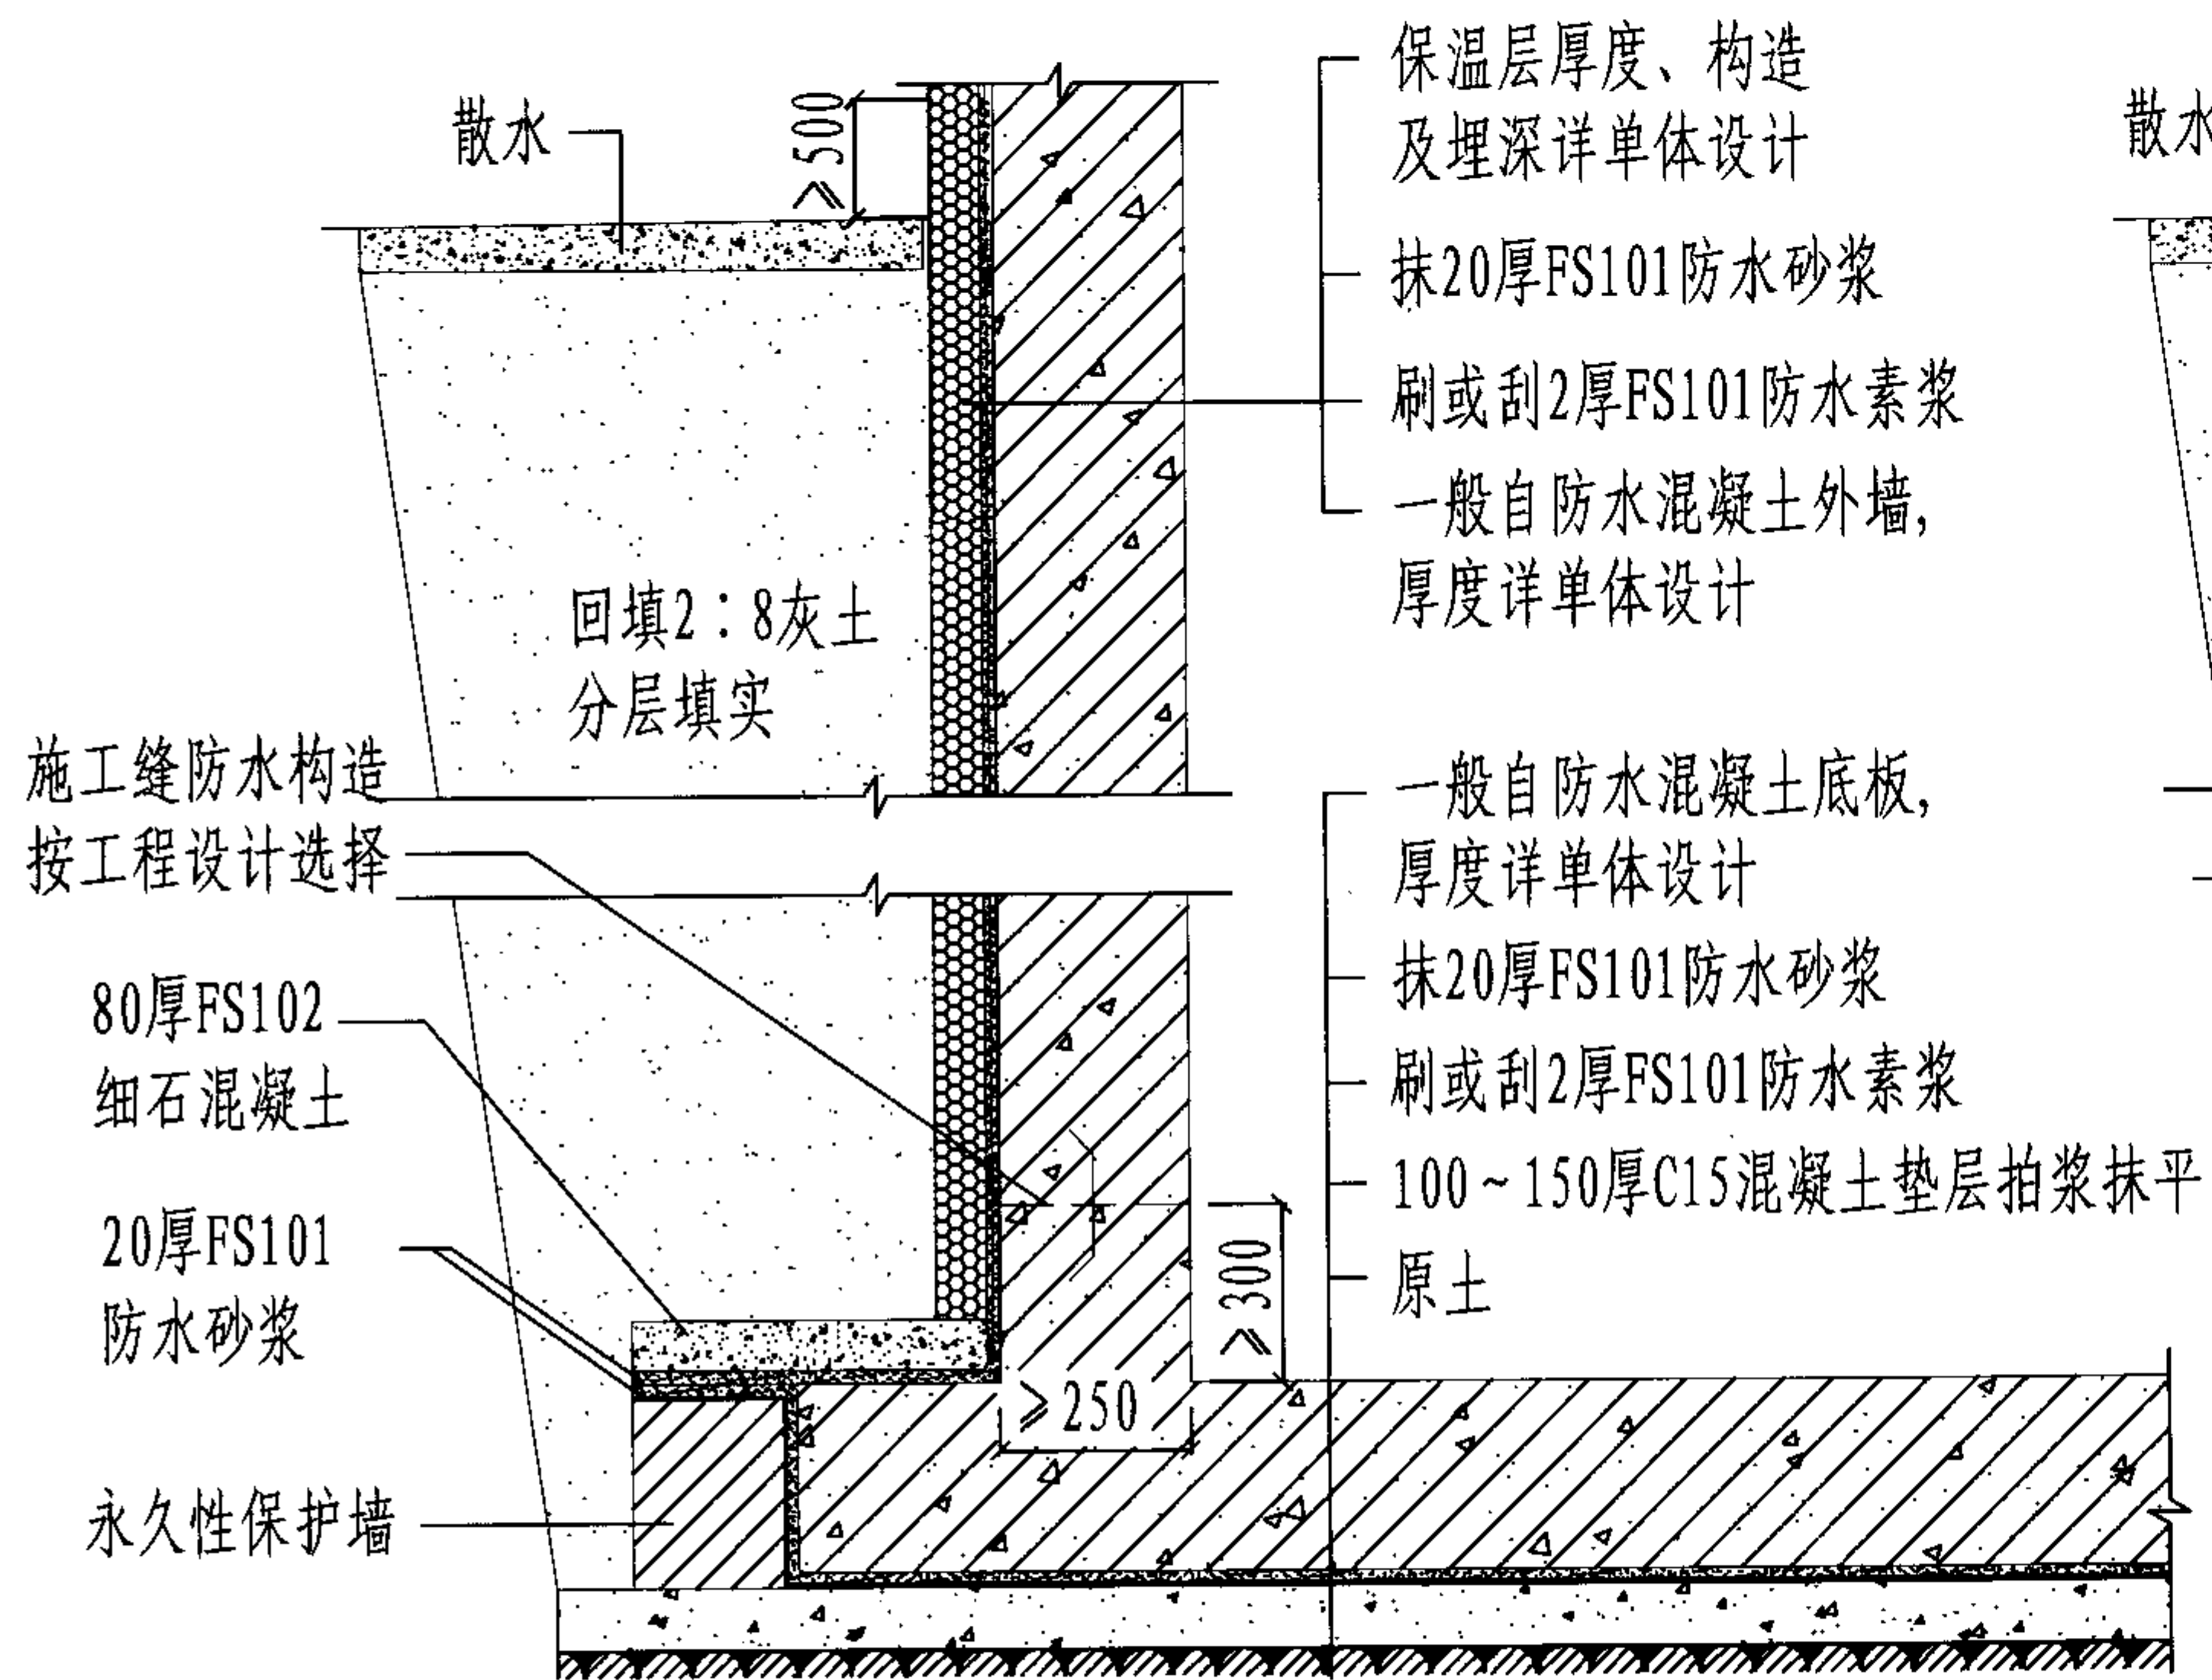 保温层厚度、构造
及埋深详单体设计
抹20厚FS101防水砂浆
刷或刮2厚FS101防水素浆
一般自防水混凝土外墙,
厚度详单体设计
散水
≥500
散水
回填2:8灰土
分层填实
施工缝防水构造
按工程设计选择
80厚FS102
细石混凝土
20厚FS101
防水砂浆
永久性保护墙
一般自防水混凝土底板,
厚度详单体设计
抹20厚FS101防水砂浆
刷或刮2厚FS101防水素浆
100~150厚C15混凝土垫层拍浆抹平
原土
≥300
≥250